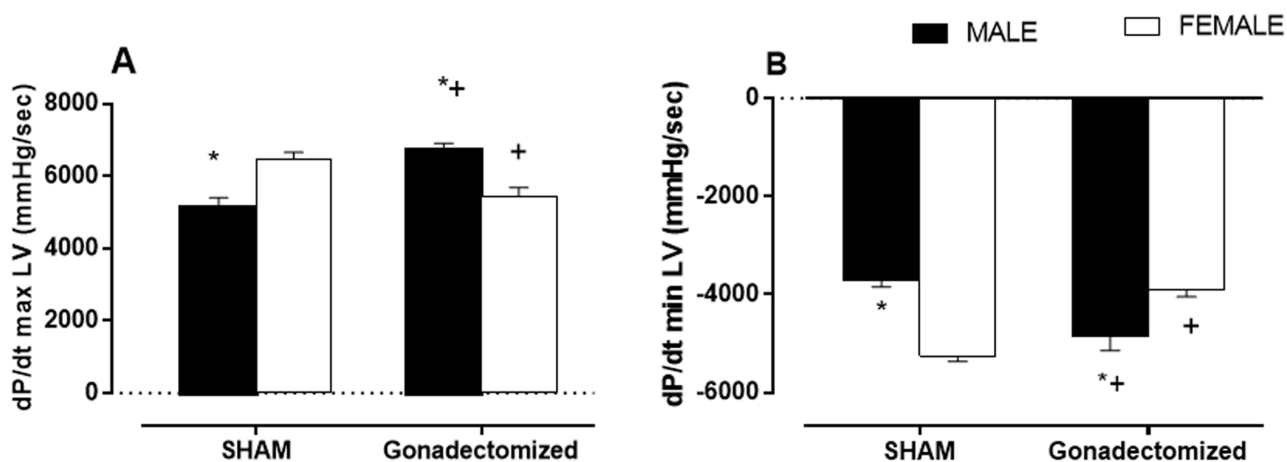 MALE FEMALE
A
dP/dt max LV (mmHg/sec)
8000
6000
4000
2000
0
*
*+
+
SHAM Gonadectomized
B
dP/dt min LV (mmHg/sec)
0
-2000
-4000
-6000
*
*+
+
SHAM Gonadectomized